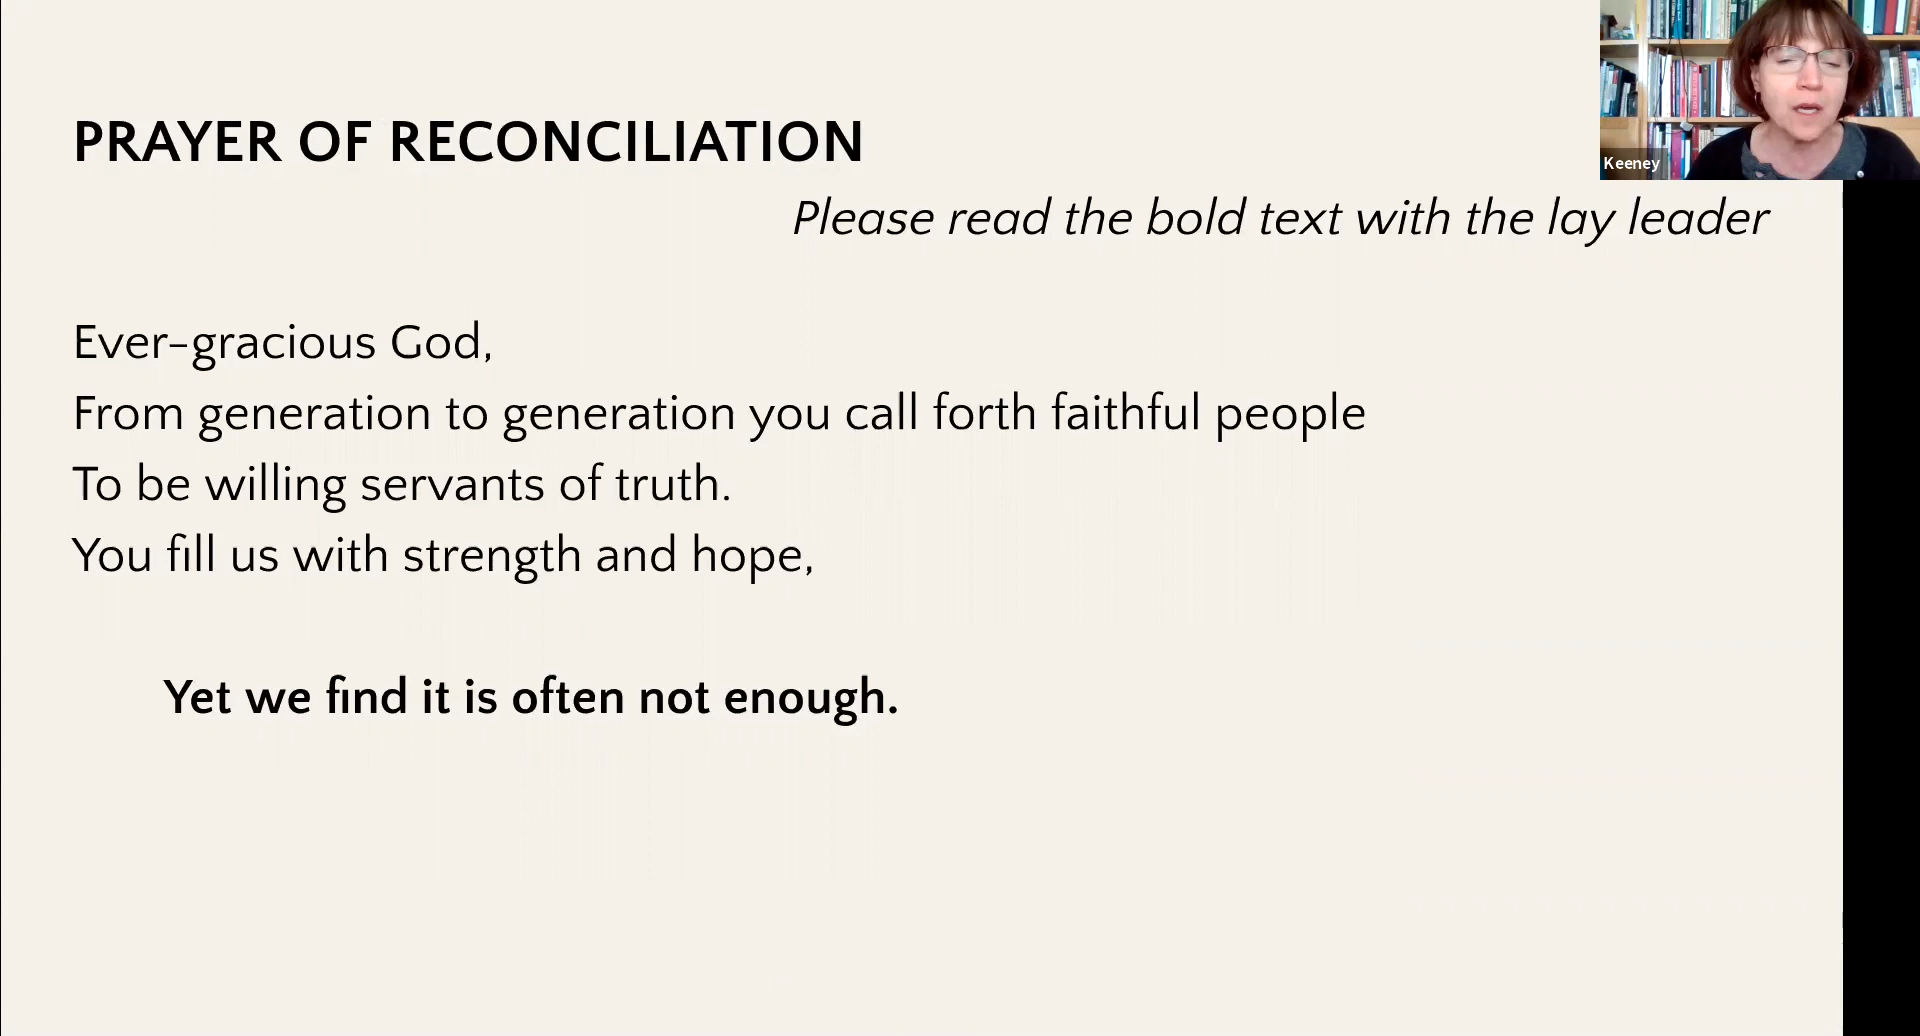 PRAYER OF RECONCILIATION
Keeney
Please read the bold text with the lay leader
Ever-gracious God,
From generation to generation you call forth faithful people
To be willing servants of truth.
You fill us with strength and hope,
Yet we find it is often not enough.